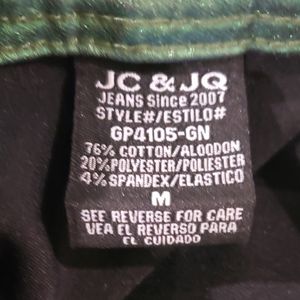 JC & JQ
JEANS Since 2007
STYLE#/ESTILO#
GP4105-GN
76% COTTON/ALODON
20%POLYESTER/POLIESTER
4%SPANDEX/ELASTICO
M
SEE REVERSE FOR CARE
VEA EL REVERSO PARA
EL CUIDADO